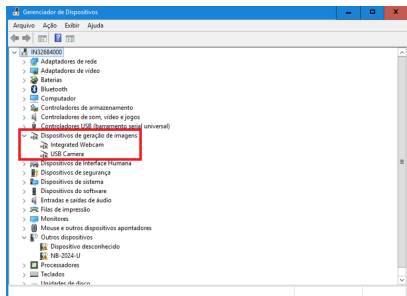 Gerenciador de Dispositivos
Arquivo Ação Exibir Ajuda
IN32684000
Adaptadores de rede
Adaptadores de vídeo
Baterias
Bluetooth
Computador
Controladores de armazenamento
Controladores de som, vídeo e jogos
Controladores USB (barramento serial universal)
Dispositivos de geração de imagens
Integrated Webcam
USB Camera
Dispositivos de Interface Humana
Dispositivos de segurança
Dispositivos de sistema
Dispositivos do software
Entradas e saídas de áudio
Filas de impressão
Monitores
Mouse e outros dispositivos apontadores
Outros dispositivos
Dispositivo desconhecido
NB-2024-U
Processadores
Teclados
Unidades de disco